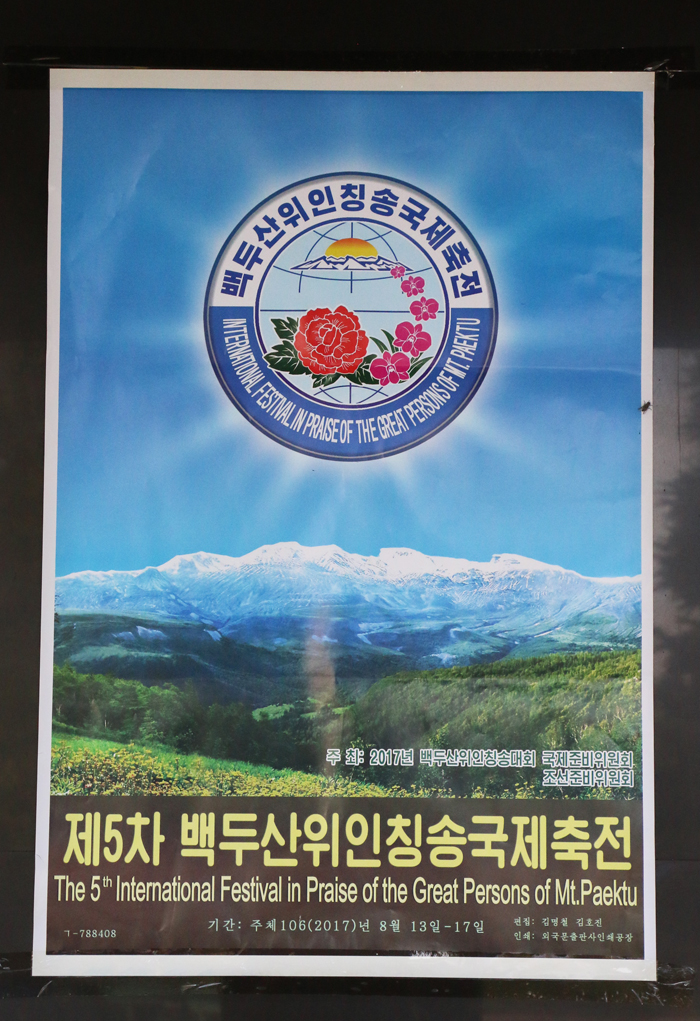 백두산위인칭송국제축전
INTERNATIONAL FESTIVAL IN PRAISE OF THE GREAT PERSONS OF MT. PAEKTU
주 최: 2017년 백두산위인칭송대회 국제준비위원회
조선준비위원회
제5차 백두산위인칭송국제축전
The 5th International Festival in Praise of the Great Persons of Mt.Paektu
기간: 주체106(2017)년 8월 13일-17일
편집: 김명철 김호진
ㄱ-788408
인쇄: 외국문출판사인쇄공장